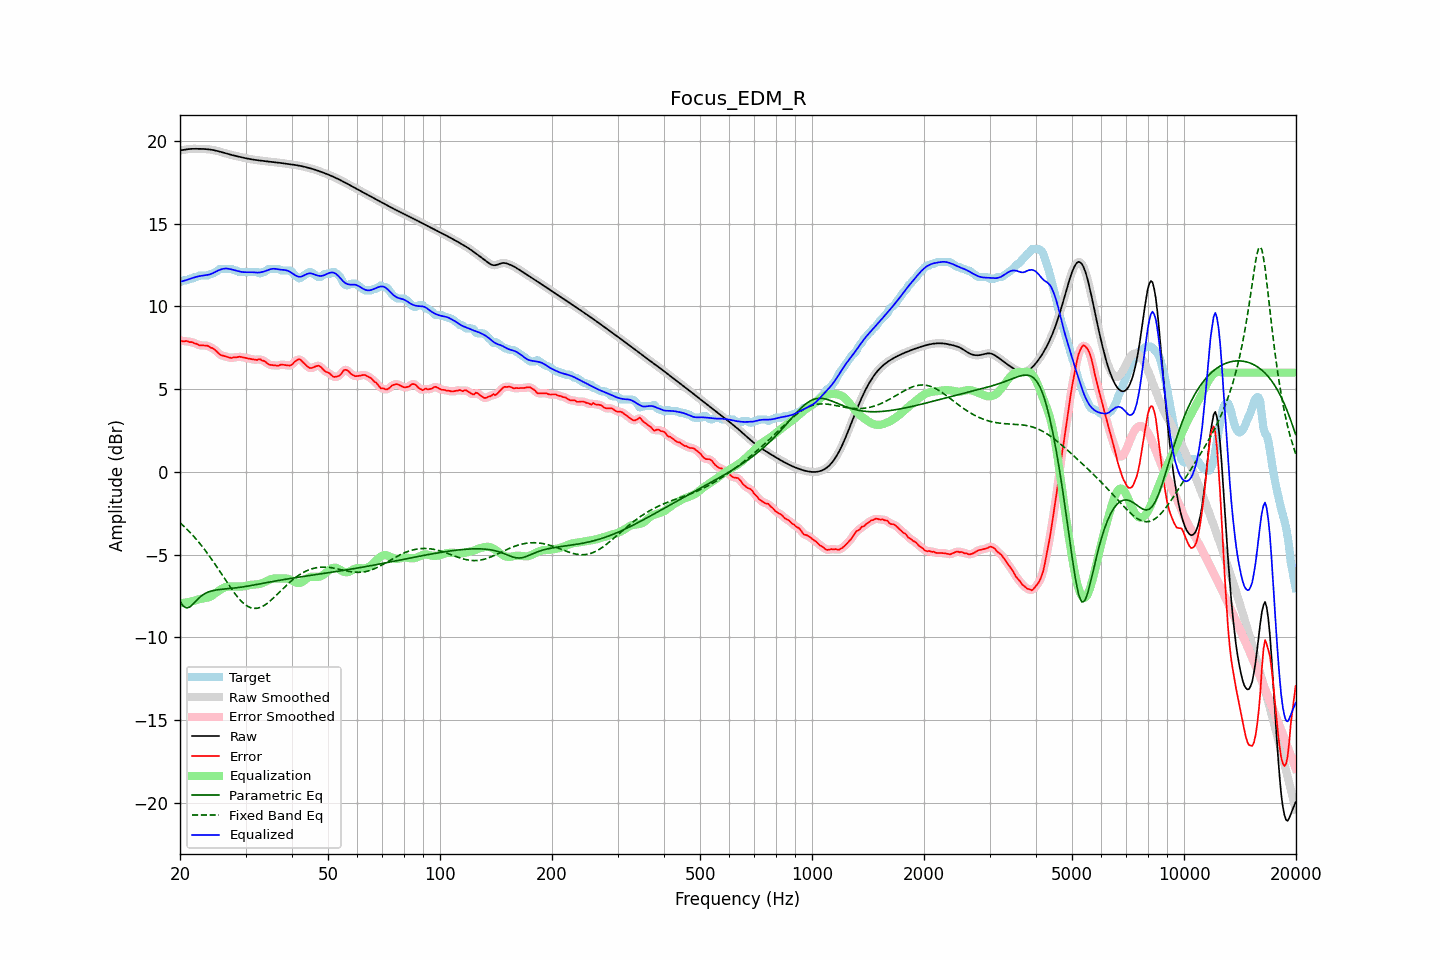 Focus_EDM_R
20
15
10
5
0
−5
−10
−15
−20
Amplitude (dBr)
Target
Raw Smoothed
Error Smoothed
Raw
Error
Equalization
Parametric Eq
Fixed Band Eq
Equalized
20 50 100 200 500 1000 2000 5000 10000 20000
Frequency (Hz)